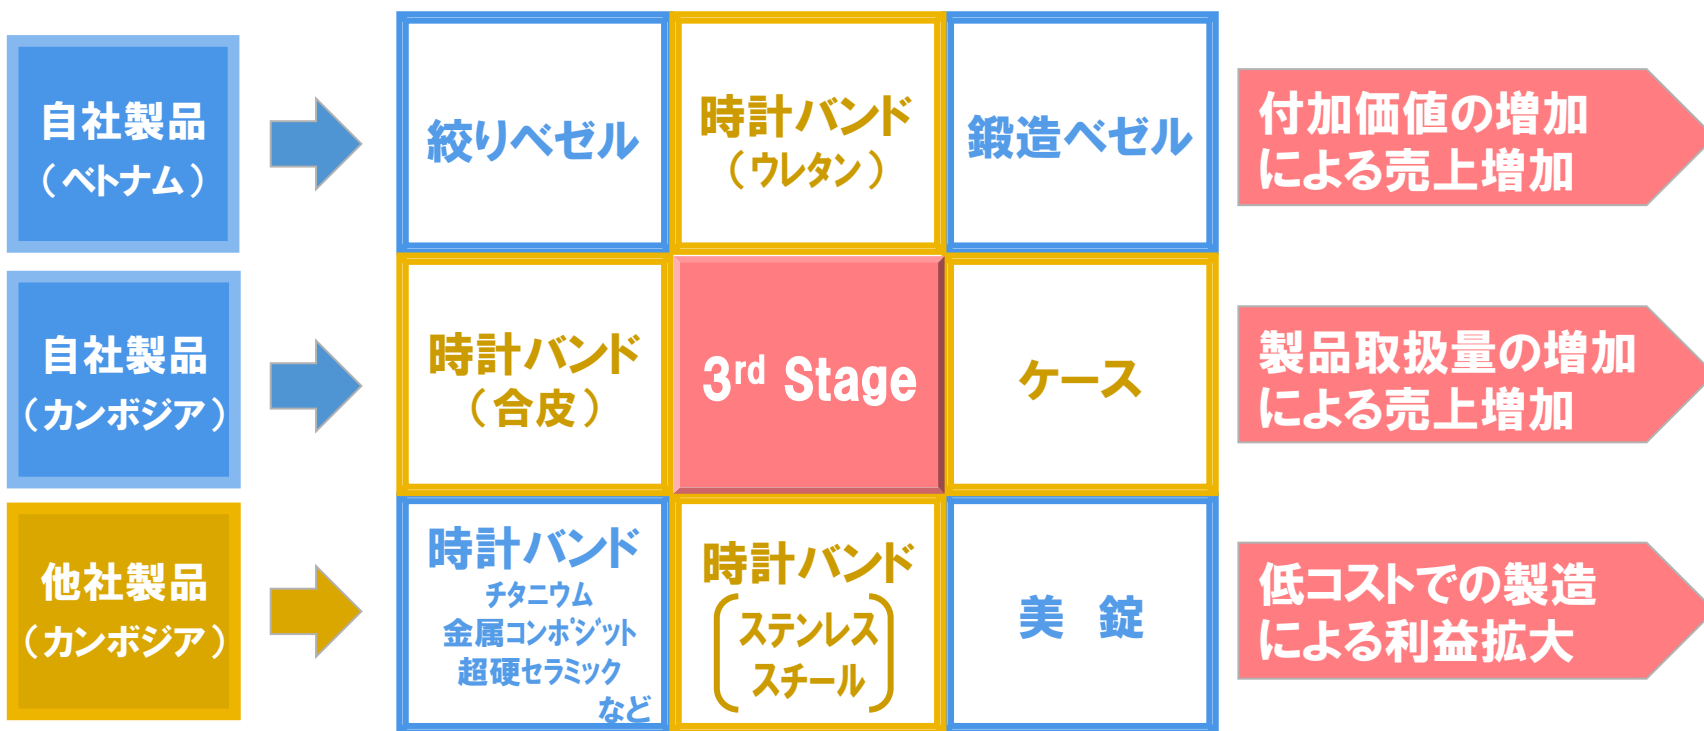 自社製品
（ベトナム）
絞りベゼル
時計バンド
（ウレタン）
鍛造ベゼル
付加価値の増加
による売上増加
自社製品
（カンボジア）
時計バンド
（合皮）
3rd Stage
ケース
製品取扱量の増加
による売上増加
他社製品
（カンボジア）
時計バンド
チタニウム
金属コンポジット
超硬セラミック
など
時計バンド
ステンレス
スチール
美　錠
低コストでの製造
による利益拡大